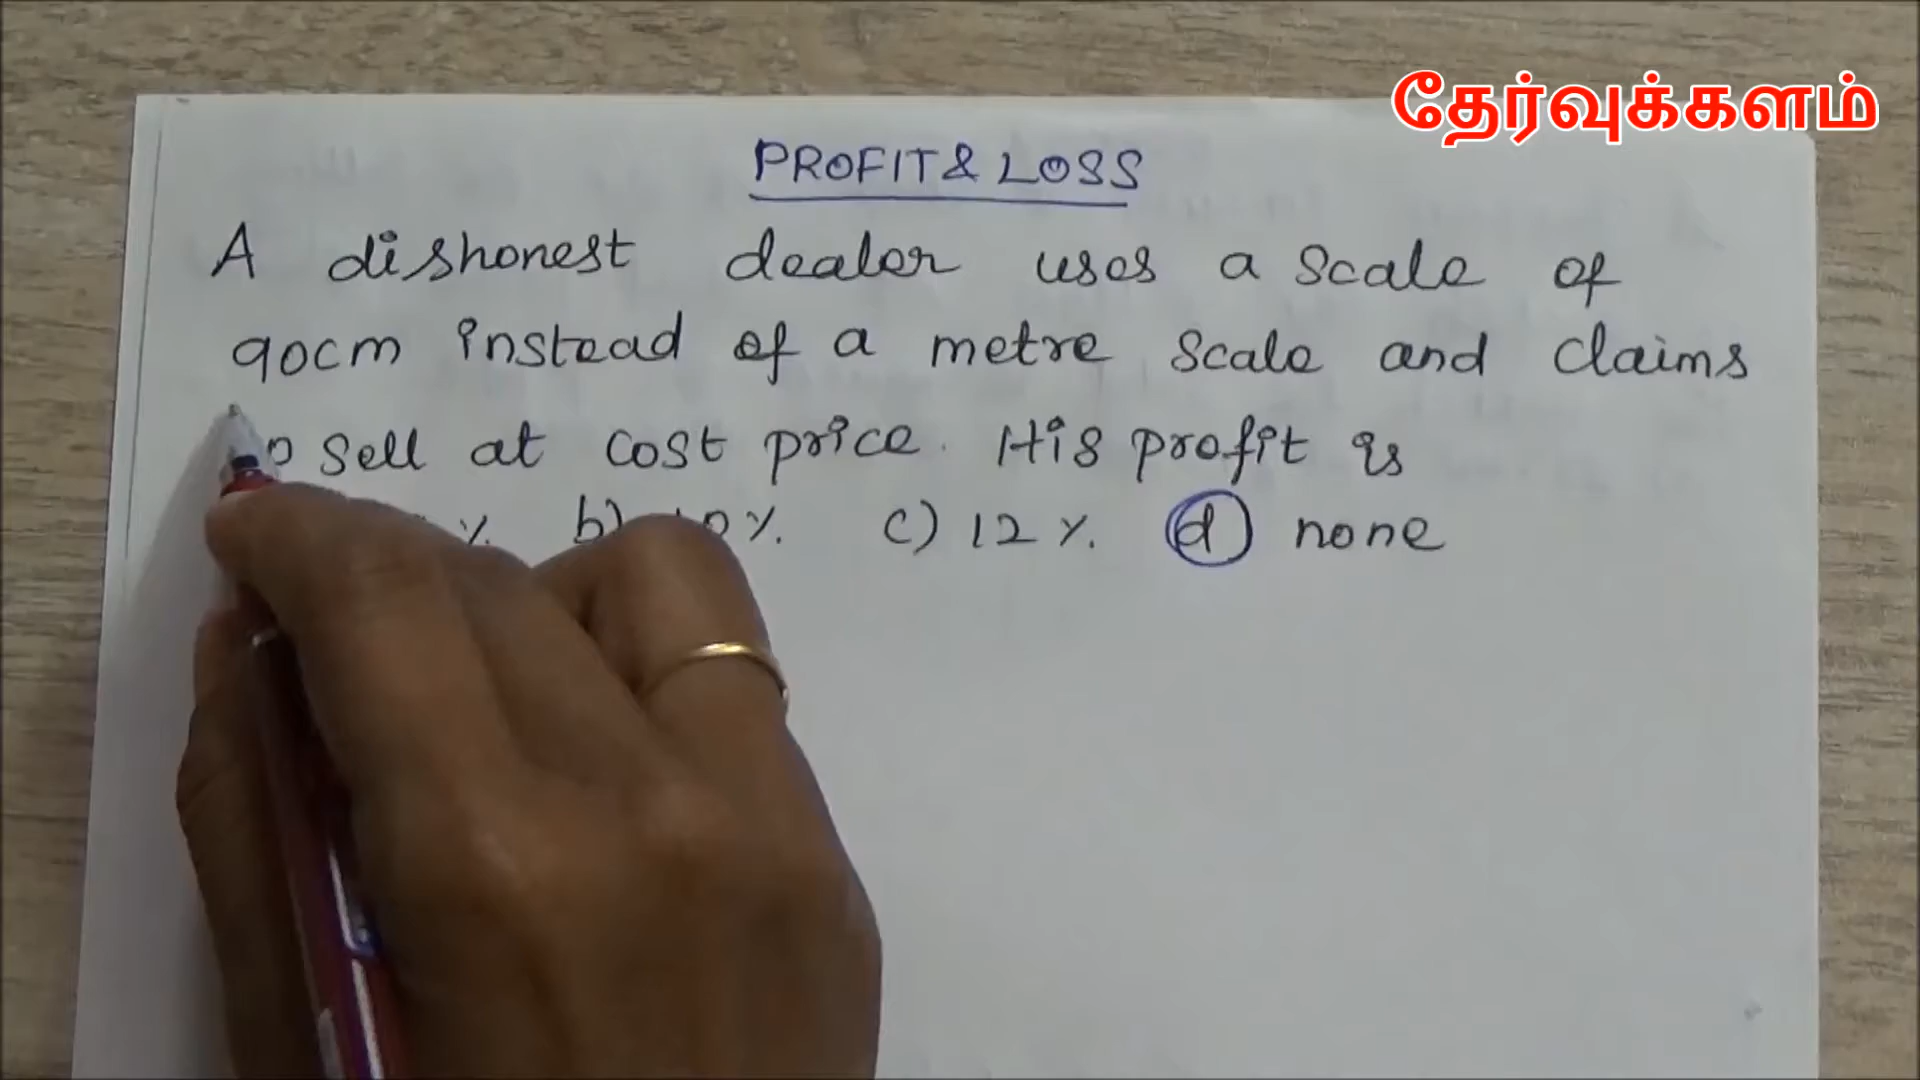 தேர்வுக்களம்
PROFIT & LOSS
A dishonest dealer uses a scale of
90cm instead of a metre scale and claims
sell at cost price. His profit is
%. b) 10%. c) 12%. d) none